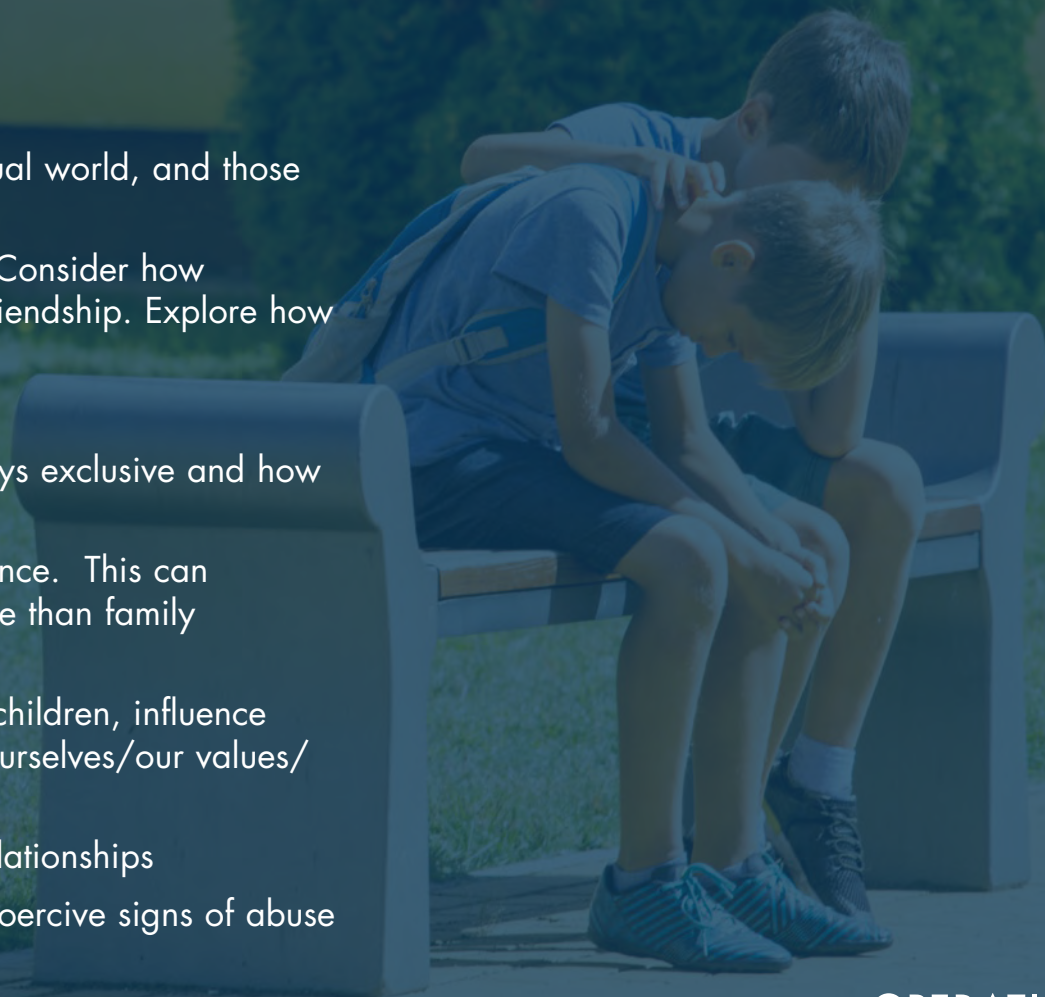 ual world, and those
Consider how
iendship. Explore how
ys exclusive and how
nce. This can
e than family
children, influence
urselves/our values/
lationships
oercive signs of abuse